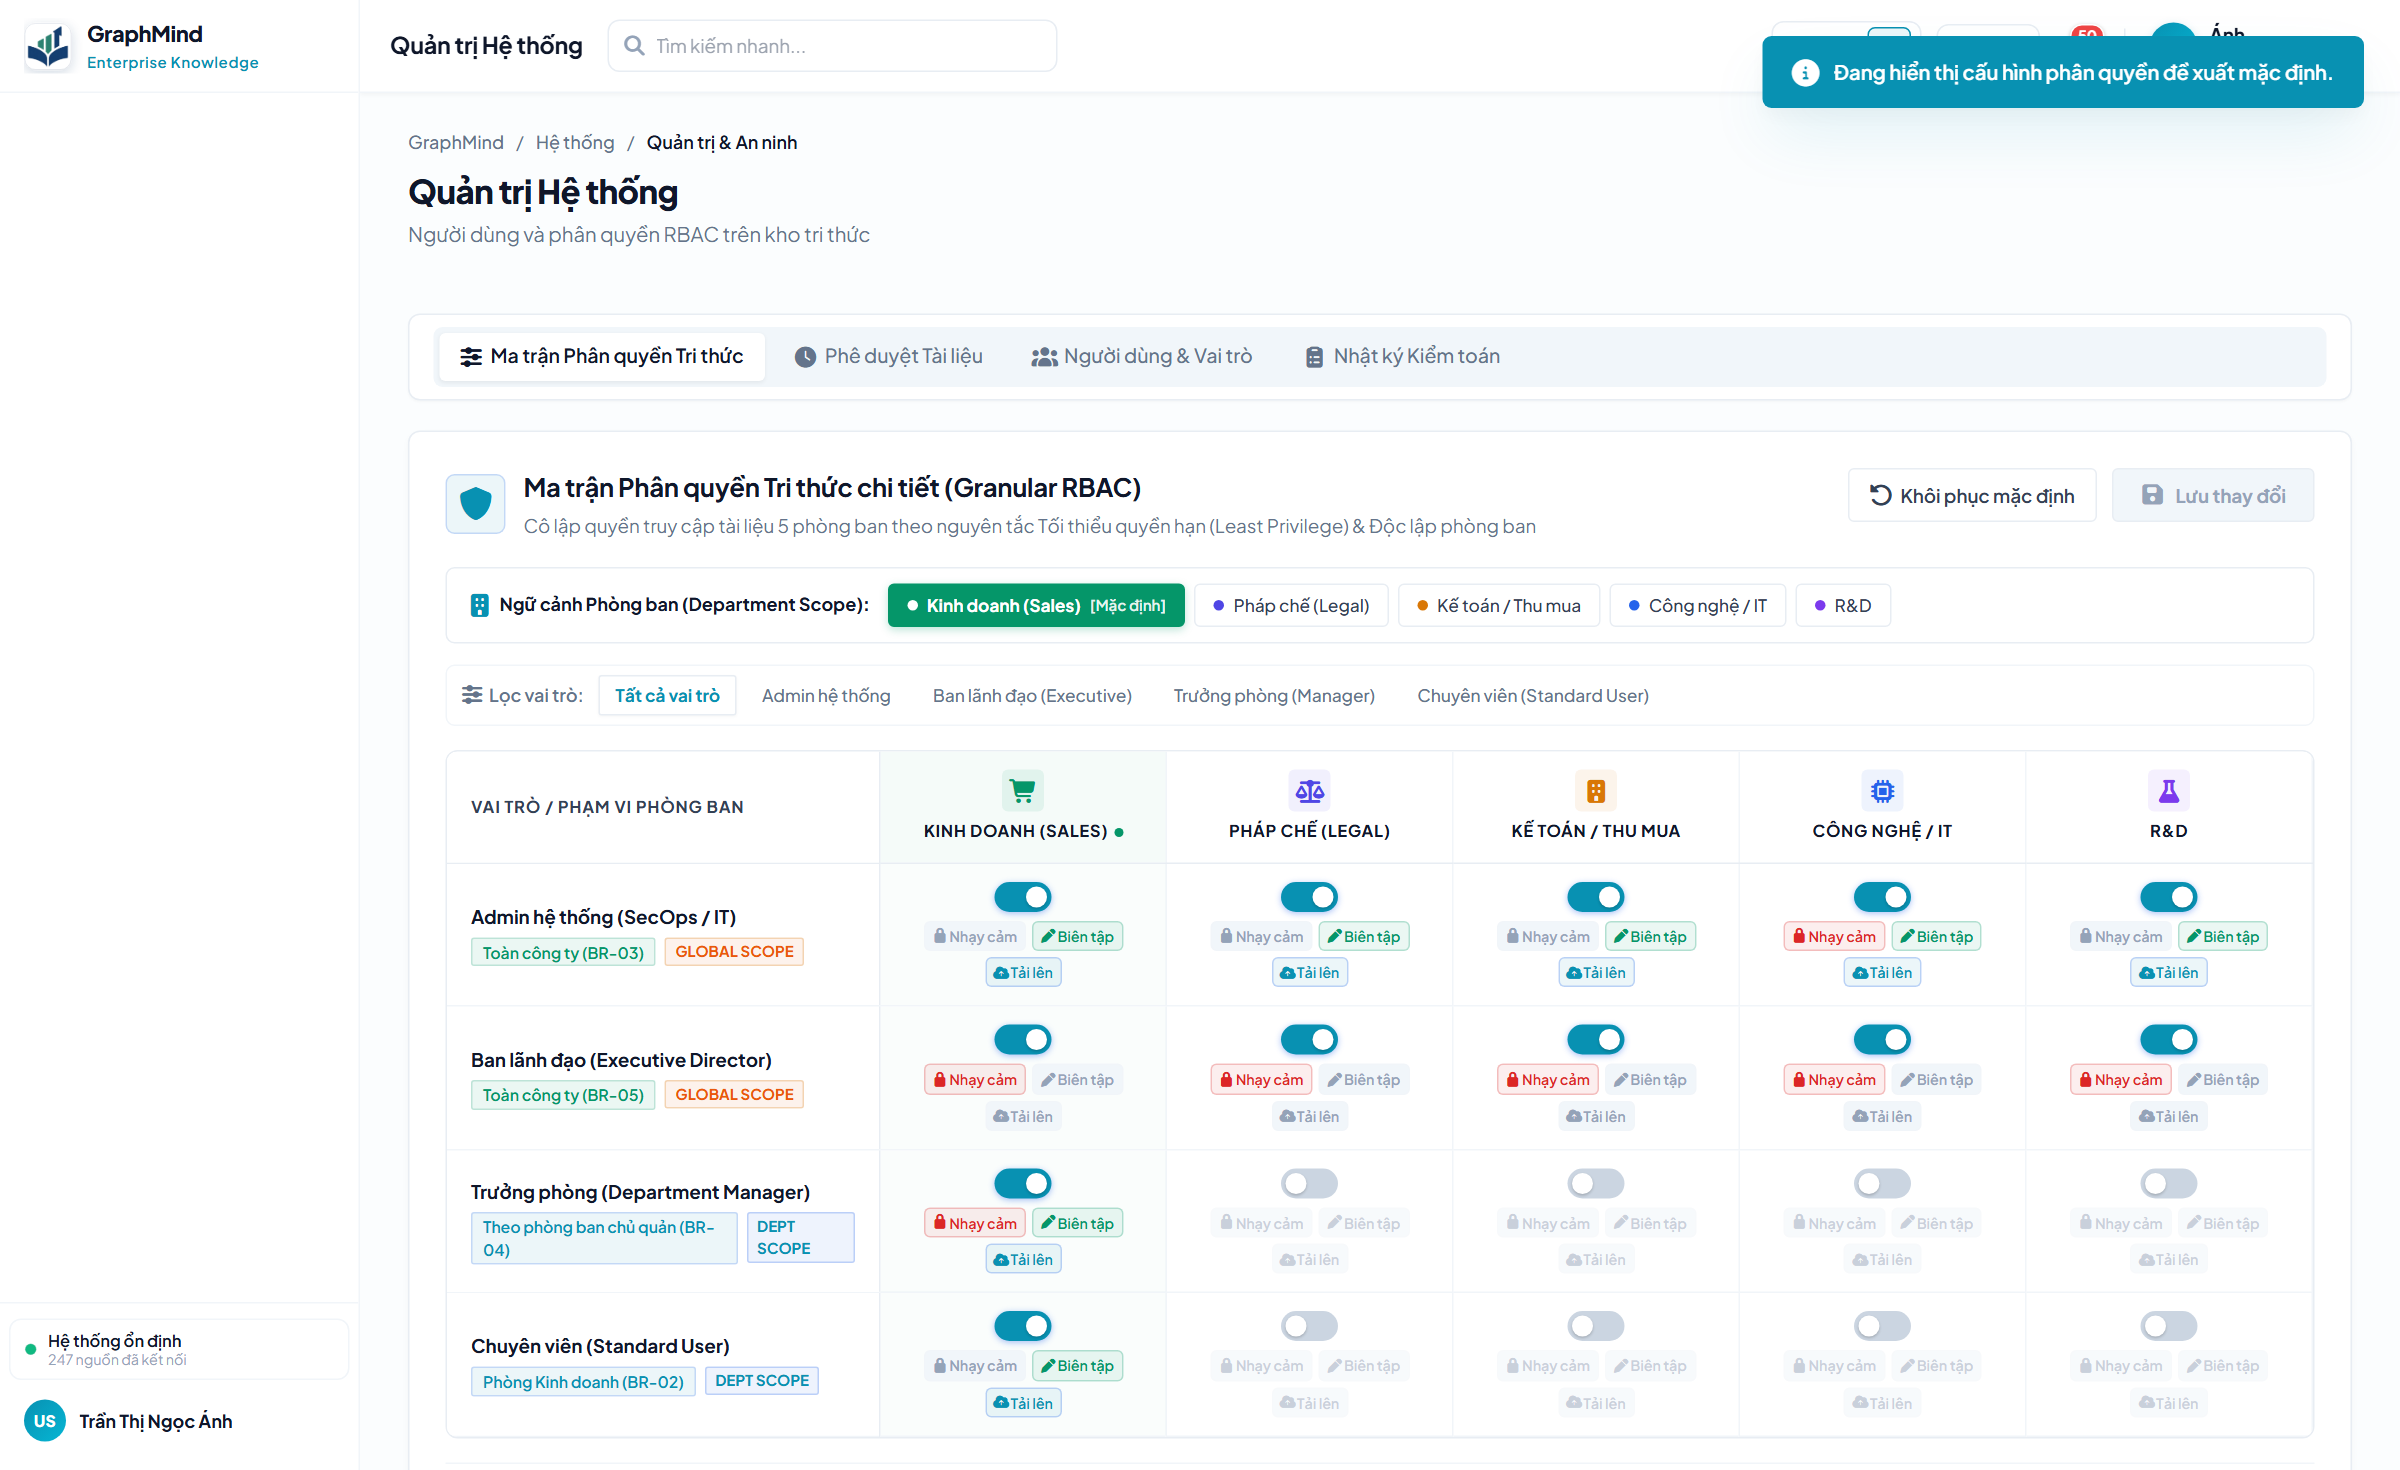 GraphMind
Enterprise Knowledge
Quản trị Hệ thống
Tìm kiếm nhanh...
Đang hiển thị cấu hình phân quyền đề xuất mặc định.
GraphMind / Hệ thống / Quản trị & An ninh
Quản trị Hệ thống
Người dùng và phân quyền RBAC trên kho tri thức
Ma trận Phân quyền Tri thức
Phê duyệt Tài liệu
Người dùng & Vai trò
Nhật ký Kiểm toán
Ma trận Phân quyền Tri thức chi tiết (Granular RBAC)
Cô lập quyền truy cập tài liệu 5 phòng ban theo nguyên tắc Tối thiểu quyền hạn (Least Privilege) & Độc lập phòng ban
Khôi phục mặc định
Lưu thay đổi
Ngữ cảnh Phòng ban (Department Scope):
Kinh doanh (Sales) [Mặc định]
Pháp chế (Legal)
Kế toán / Thu mua
Công nghệ / IT
R&D
Lọc vai trò:
Tất cả vai trò
Admin hệ thống
Ban lãnh đạo (Executive)
Trưởng phòng (Manager)
Chuyên viên (Standard User)
VAI TRÒ / PHẠM VI PHÒNG BAN
KINH DOANH (SALES)
PHÁP CHẾ (LEGAL)
KẾ TOÁN / THU MUA
CÔNG NGHỆ / IT
R&D
Admin hệ thống (SecOps / IT)
Toàn công ty (BR-03)
GLOBAL SCOPE
Nhạy cảm Biên tập
Tải lên
Nhạy cảm Biên tập
Tải lên
Nhạy cảm Biên tập
Tải lên
Nhạy cảm Biên tập
Tải lên
Nhạy cảm Biên tập
Tải lên
Ban lãnh đạo (Executive Director)
Toàn công ty (BR-05)
GLOBAL SCOPE
Nhạy cảm Biên tập
Tải lên
Nhạy cảm Biên tập
Tải lên
Nhạy cảm Biên tập
Tải lên
Nhạy cảm Biên tập
Tải lên
Nhạy cảm Biên tập
Tải lên
Trưởng phòng (Department Manager)
Theo phòng ban chủ quản (BR-
04)
DEPT
SCOPE
Nhạy cảm Biên tập
Tải lên
Nhạy cảm Biên tập
Tải lên
Nhạy cảm Biên tập
Tải lên
Nhạy cảm Biên tập
Tải lên
Nhạy cảm Biên tập
Tải lên
Chuyên viên (Standard User)
Phòng Kinh doanh (BR-02)
DEPT SCOPE
Nhạy cảm Biên tập
Tải lên
Nhạy cảm Biên tập
Tải lên
Nhạy cảm Biên tập
Tải lên
Nhạy cảm Biên tập
Tải lên
Nhạy cảm Biên tập
Tải lên
Hệ thống ổn định
247 nguồn đã kết nối
US
Trần Thị Ngọc Ánh